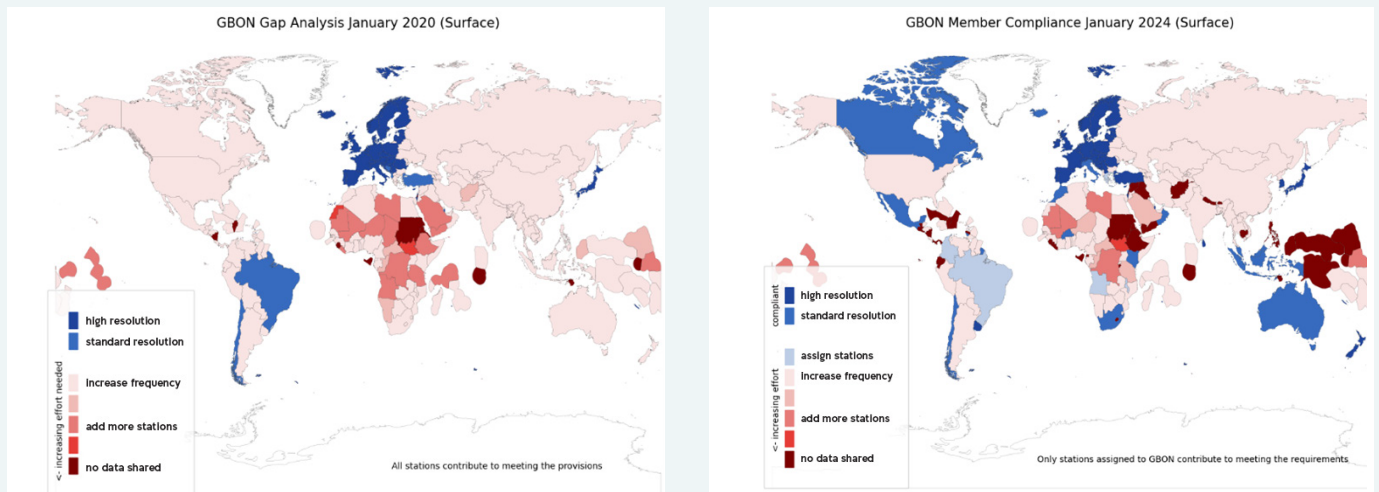 GBON Gap Analysis January 2020 (Surface)
high resolution
standard resolution
increase frequency
add more stations
no data shared
<- increasing effort needed
All stations contribute to meeting the provisions
GBON Member Compliance January 2024 (Surface)
compliant
high resolution
standard resolution
assign stations
increase frequency
add more stations
no data shared
<- increasing effort
Only stations assigned to GBON contribute to meeting the requirements